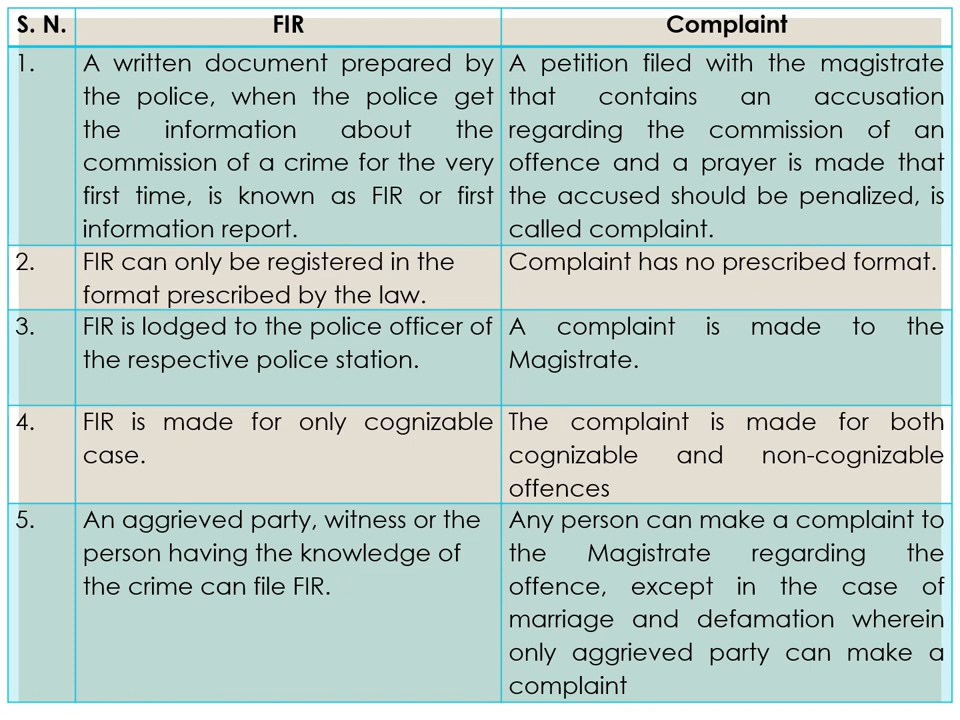 S. N. FIR Complaint
1. A written document prepared by
the police, when the police get
the information about the
commission of a crime for the very
first time, is known as FIR or first
information report.
A petition filed with the magistrate
that contains an accusation
regarding the commission of an
offence and a prayer is made that
the accused should be penalized, is
called complaint.
2. FIR can only be registered in the
format prescribed by the law.
Complaint has no prescribed format.
3. FIR is lodged to the police officer of
the respective police station.
A complaint is made to the
Magistrate.
4. FIR is made for only cognizable
case.
The complaint is made for both
cognizable and non-cognizable
offences
5. An aggrieved party, witness or the
person having the knowledge of
the crime can file FIR.
Any person can make a complaint to
the Magistrate regarding the
offence, except in the case of
marriage and defamation wherein
only aggrieved party can make a
complaint